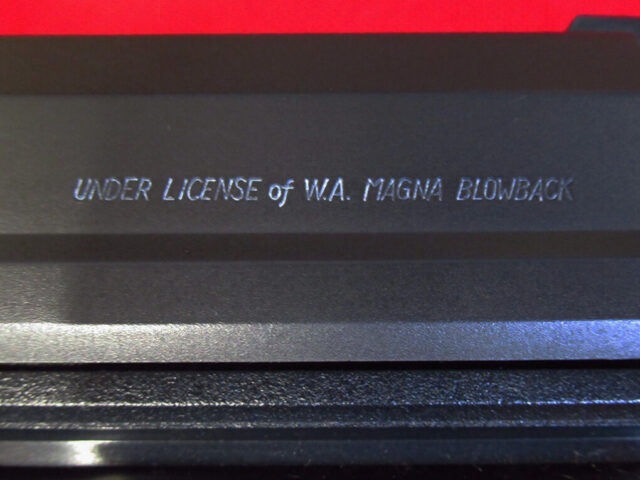 UNDER LICENSE of W.A. MAGNA BLOWBACK